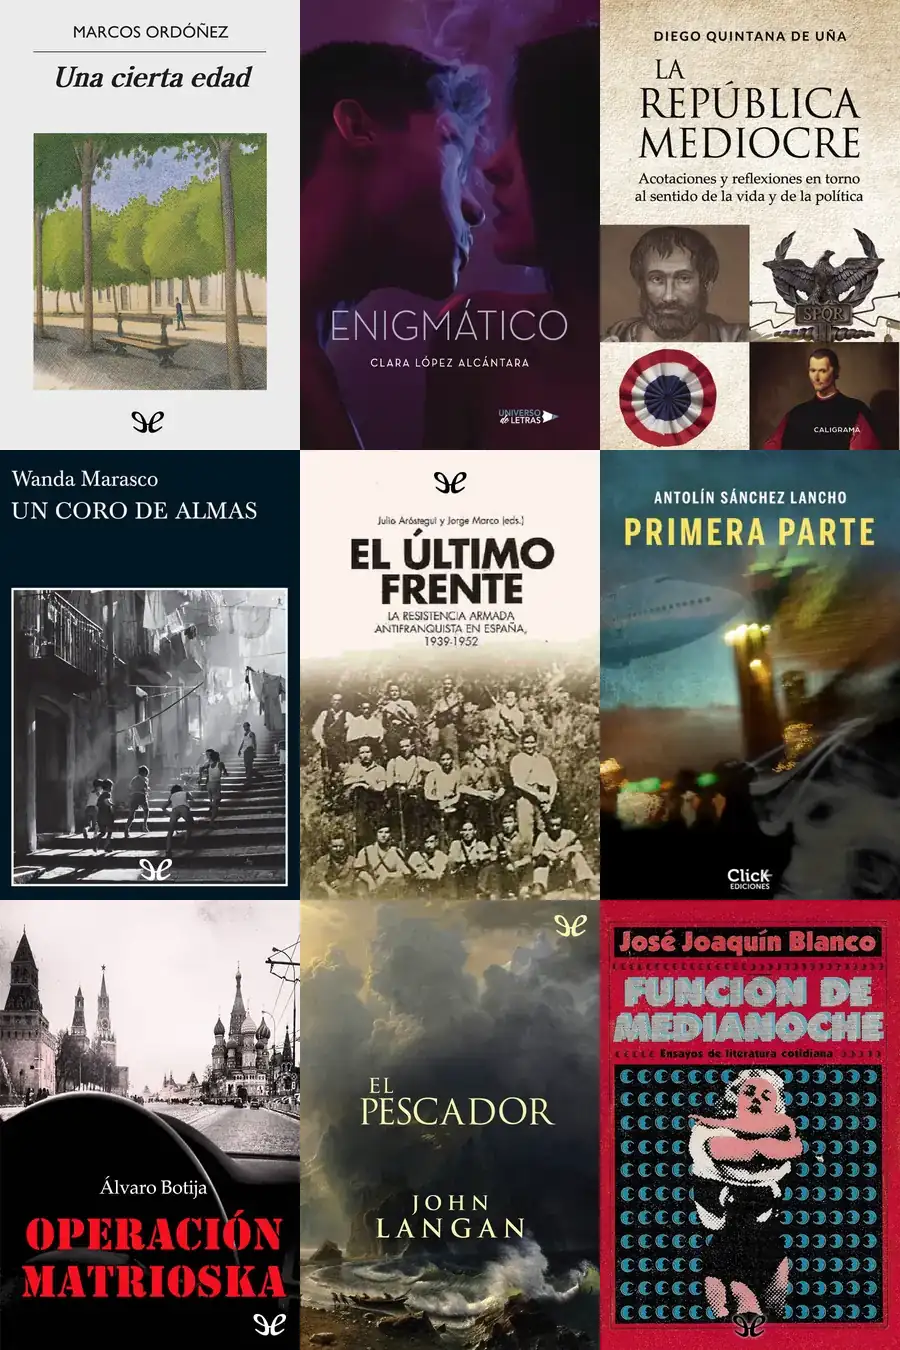 MARCOS ORDÓÑEZ
Una cierta edad
ENIGMÁTICO
CLARA LÓPEZ ALCÁNTARA
UNIVERSO
de LETRAS
DIEGO QUINTANA DE UÑA
LA
REPÚBLICA
MEDIOCRE
Acotaciones y reflexiones en torno
al sentido de la vida y de la política
SPQR
CALIGRAMA
Wanda Marasco
UN CORO DE ALMAS
Julio Aróstegui y Jorge Marco (eds.)
EL ÚLTIMO
FRENTE
LA RESISTENCIA ARMADA
ANTIFRANQUISTA EN ESPAÑA,
1939-1952
ANTOLÍN SÁNCHEZ LANCHO
PRIMERA PARTE
Click
EDICIONES
Álvaro Botija
OPERACIÓN
MATRIOSKA
EL
PESCADOR
JOHN
LANGAN
José Joaquín Blanco
FUNCION DE
MEDIANOCHE
Ensayos de literatura cotidiana